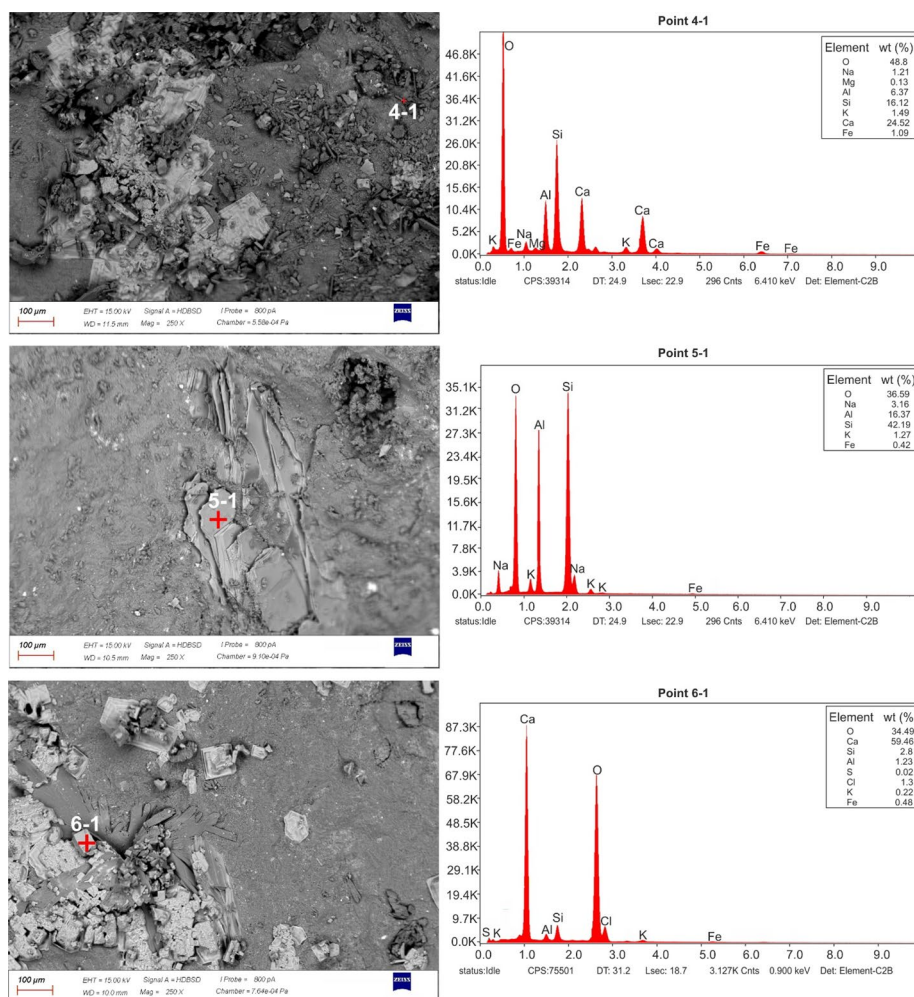 4-1
100 µm
EHT = 15.00 kV Signal A = HDBSD I Probe = 800 pA
WD = 11.5 mm Mag = 250 X Chamber = 5.58e-04 Pa
ZEISS
Point 4-1
46.8K
41.6K
36.4K
31.2K
26.0K
20.8K
15.6K
10.4K
5.2K
0.0K
O
Si
Al
Ca
Ca
K
Fe
Na
Mg
K
Ca
Fe
Fe
0.0 1.0 2.0 3.0 4.0 5.0 6.0 7.0 8.0 9.0
status:Idle CPS:39314 DT: 24.9 Lsec: 22.9 296 Cnts 6.410 keV Det: Element-C2B
Element wt (%)
O 48.8
Na 1.21
Mg 0.13
Al 6.37
Si 16.12
K 1.49
Ca 24.52
Fe 1.09
5-1
100 µm
EHT = 15.00 kV Signal A = HDBSD I Probe = 800 pA
WD = 10.5 mm Mag = 250 X Chamber = 9.10e-04 Pa
ZEISS
Point 5-1
35.1K
31.2K
27.3K
23.4K
19.5K
15.6K
11.7K
7.8K
3.9K
0.0K
O
Si
Al
Na
K
Na
K
K
Fe
0.0 1.0 2.0 3.0 4.0 5.0 6.0 7.0 8.0 9.0
status:Idle CPS:39314 DT: 24.9 Lsec: 22.9 296 Cnts 6.410 keV Det: Element-C2B
Element wt (%)
O 36.59
Na 3.16
Al 16.37
Si 42.19
K 1.27
Fe 0.42
6-1
100 µm
EHT = 15.00 kV Signal A = HDBSD I Probe = 800 pA
WD = 10.0 mm Mag = 250 X Chamber = 7.64e-04 Pa
ZEISS
Point 6-1
87.3K
77.6K
67.9K
58.2K
48.5K
38.8K
29.1K
19.4K
9.7K
0.0K
Ca
O
S
K
Al
Si
Cl
K
Fe
0.0 1.0 2.0 3.0 4.0 5.0 6.0 7.0 8.0 9.0
status:Idle CPS:75501 DT: 31.2 Lsec: 18.7 3.127K Cnts 0.900 keV Det: Element-C2B
Element wt (%)
O 34.49
Ca 59.46
Si 2.8
Al 1.23
S 0.02
Cl 1.3
K 0.22
Fe 0.48